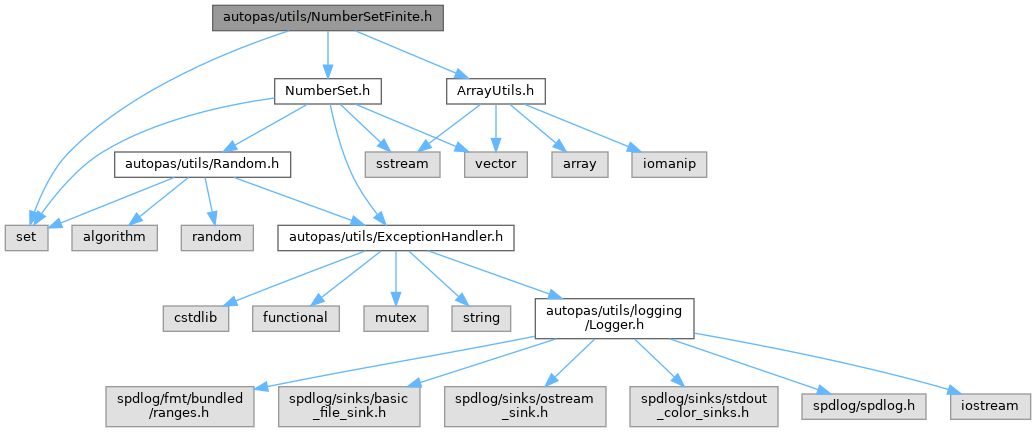 autopas/utils/NumberSetFinite.h
NumberSet.h
ArrayUtils.h
autopas/utils/Random.h
sstream
vector
array
iomanip
set
algorithm
random
autopas/utils/ExceptionHandler.h
cstdlib
functional
mutex
string
autopas/utils/logging
/Logger.h
spdlog/fmt/bundled
/ranges.h
spdlog/sinks/basic
_file_sink.h
spdlog/sinks/ostream
_sink.h
spdlog/sinks/stdout
_color_sinks.h
spdlog/spdlog.h
iostream